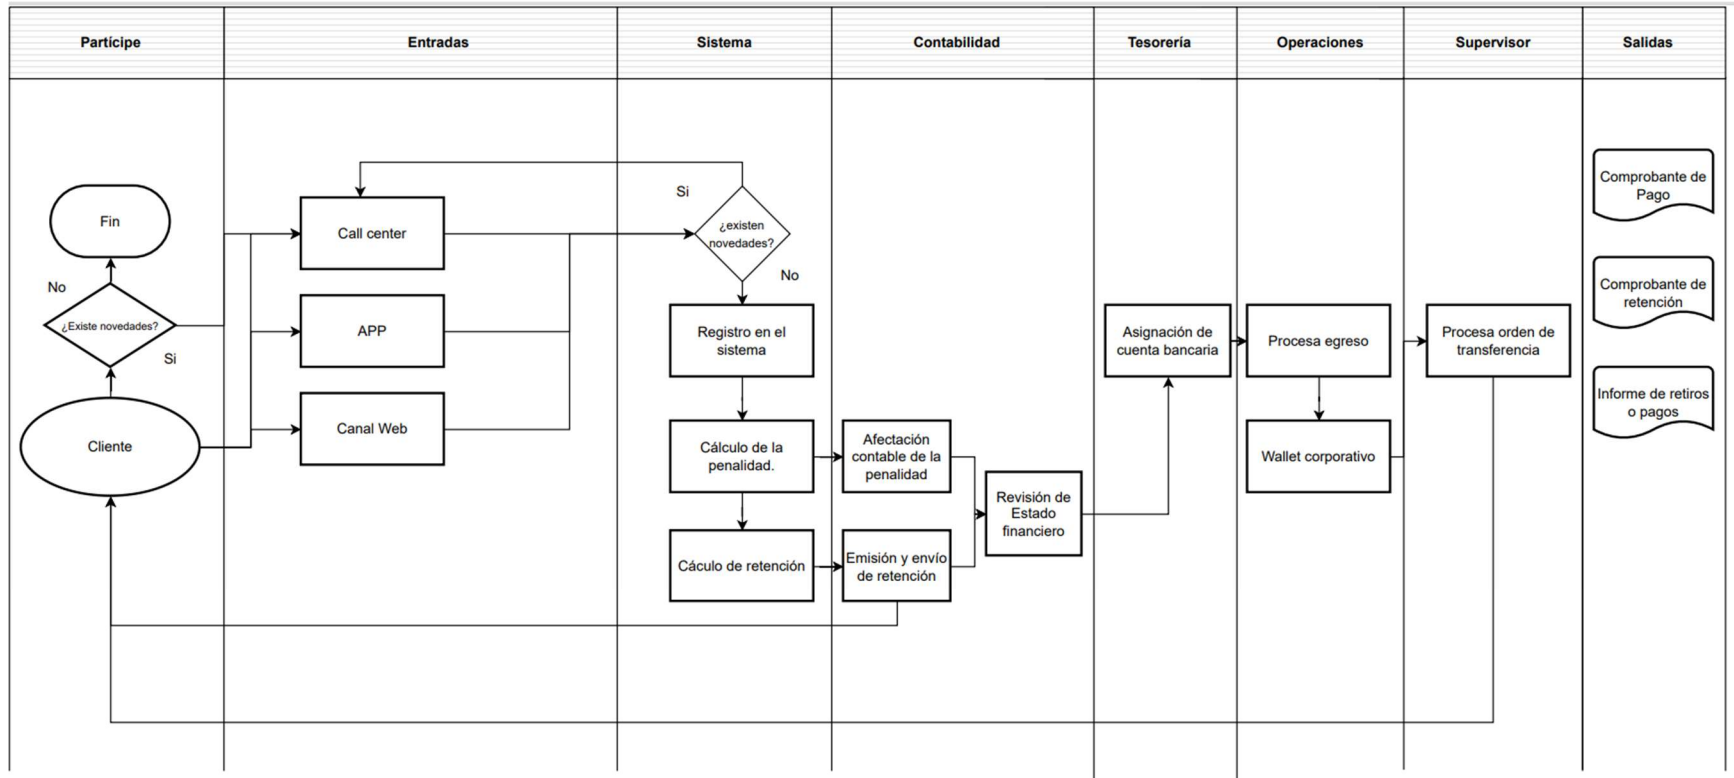 Partícipe
Entradas
Sistema
Contabilidad
Tesorería
Operaciones
Supervisor
Salidas
Fin
No
¿Existe novedades?
Si
Cliente
Call center
APP
Canal Web
Si
¿existen
novedades?
No
Registro en el
sistema
Cálculo de la
penalidad.
Cáculo de retención
Afectación
contable de la
penalidad
Emisión y envío
de retención
Revisión de
Estado
financiero
Asignación de
cuenta bancaria
Procesa egreso
Wallet corporativo
Procesa orden de
transferencia
Comprobante de
Pago
Comprobante de
retención
Informe de retiros
o pagos